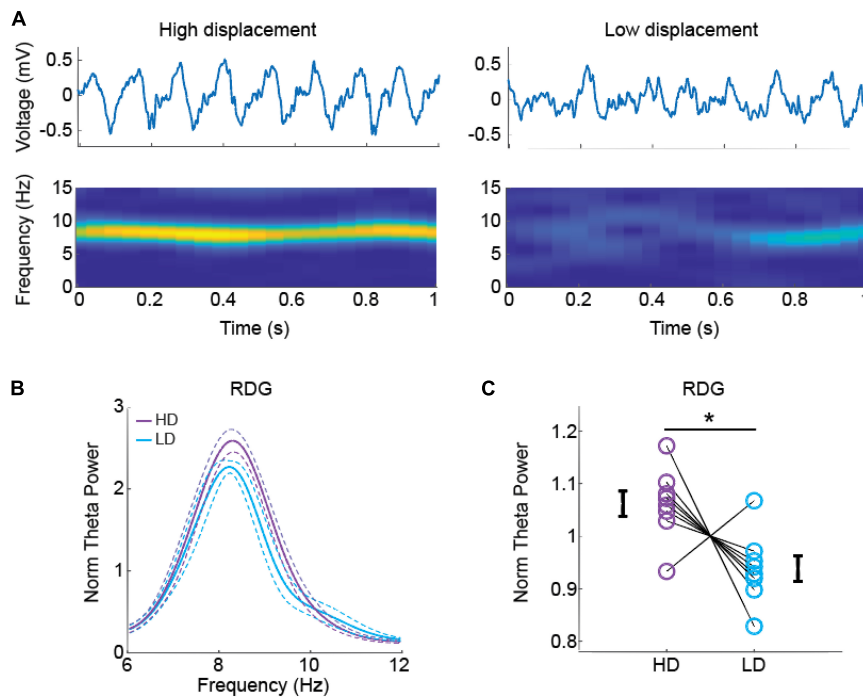 A
High displacement
Low displacement
Voltage (mV)
0.5
0
-0.5
0.5
0
-0.5
Frequency (Hz)
15
10
5
0
15
10
5
0
0 0.2 0.4 0.6 0.8 1
0 0.2 0.4 0.6 0.8 1
Time (s)
Time (s)
B
RDG
HD
LD
Norm Theta Power
3
2
1
0
6 8 10 12
Frequency (Hz)
C
RDG
*
Norm Theta Power
1.2
1.1
1
0.9
0.8
HD LD